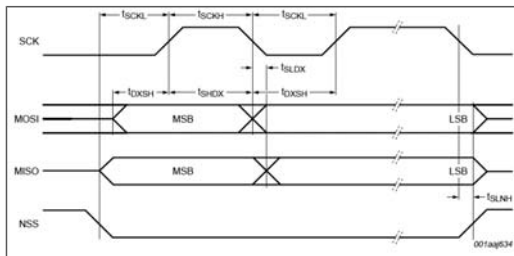 tSCKL tSCKH tSCKL
SCK
tSLDX
tDXSH tSHDX tDXSH
MOSI MSB LSB
MISO MSB LSB
tSLNH
NSS
001aaj634